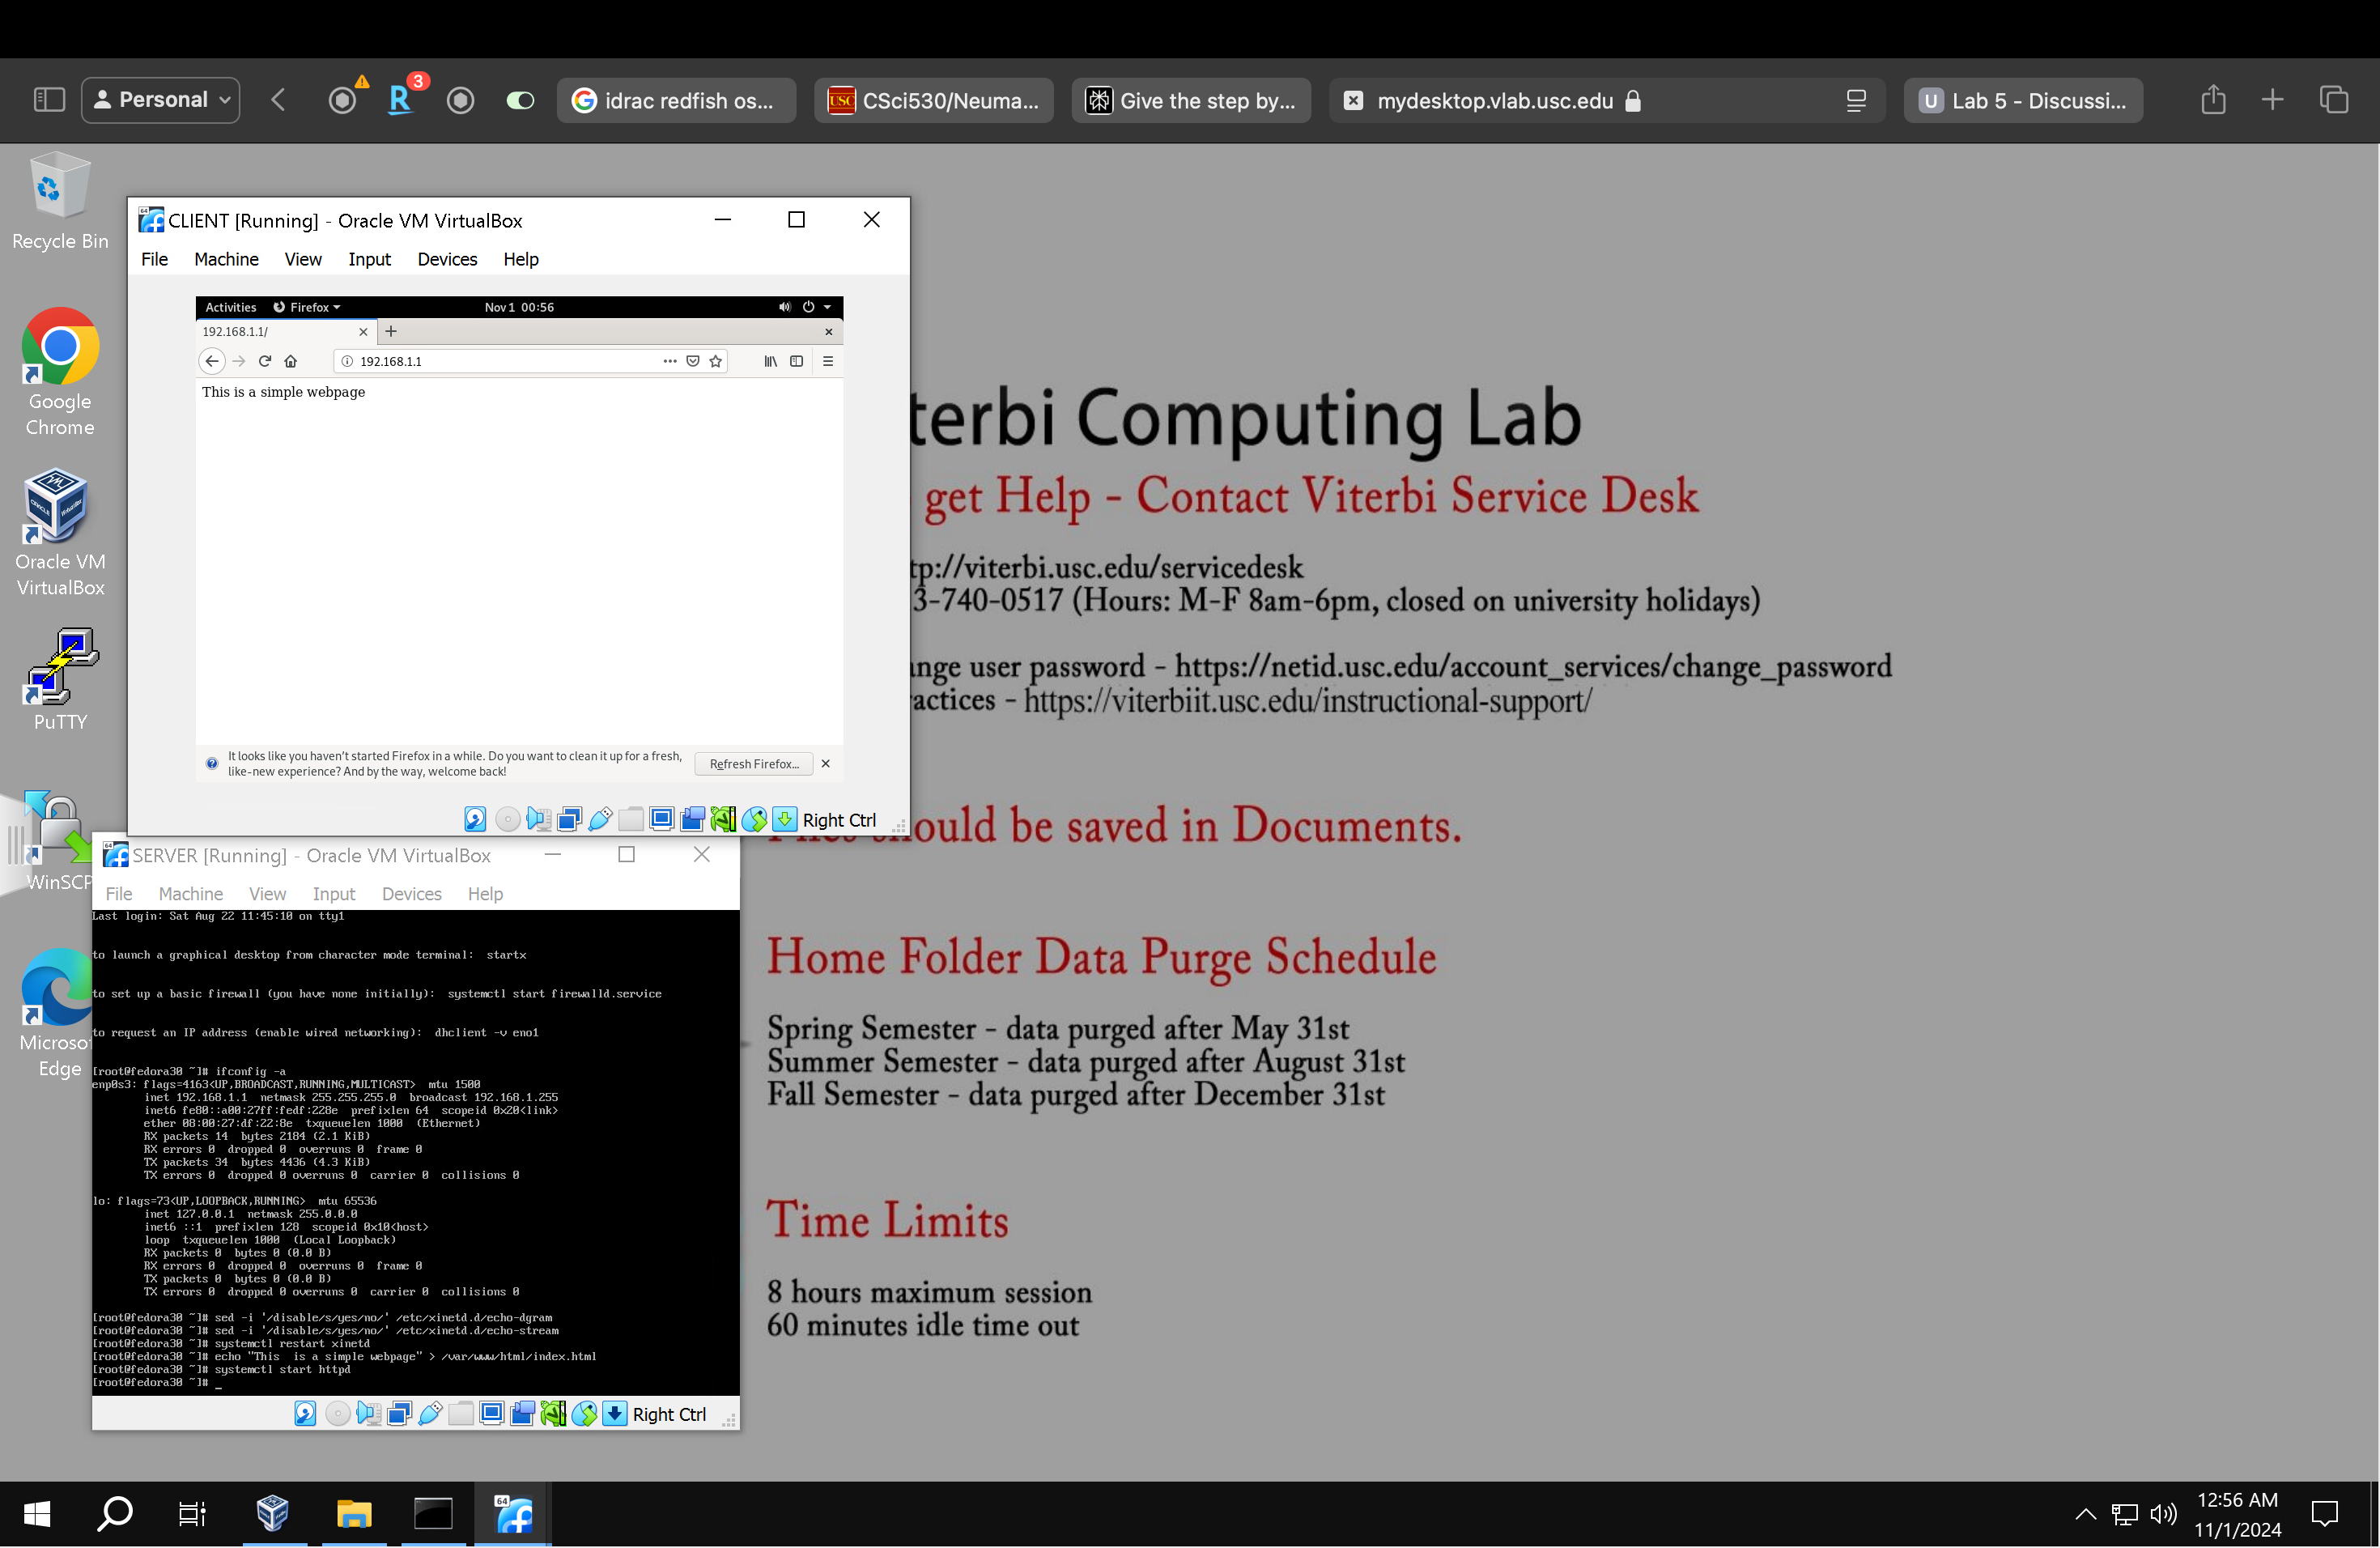 Personal
3
idrac redfish os...
USC
CSci530/Neuma...
Give the step by...
mydesktop.vlab.usc.edu
U
Lab 5 - Discussi...
Recycle Bin
Google
Chrome
Oracle VM
VirtualBox
PuTTY
WinSCP
Microsof
Edge
CLIENT [Running] - Oracle VM VirtualBox
File Machine View Input Devices Help
Activities Firefox Nov 1 00:56
192.168.1.1/
192.168.1.1
This is a simple webpage
It looks like you haven't started Firefox in a while. Do you want to clean it up for a fresh,
like-new experience? And by the way, welcome back!
Refresh Firefox...
Right Ctrl
SERVER [Running] - Oracle VM VirtualBox
File Machine View Input Devices Help
Last login: Sat Aug 22 11:45:10 on tty1
to launch a graphical desktop from character mode terminal: startx
to set up a basic firewall (you have none initially): systemctl start firewalld.service
to request an IP address (enable wired networking): dhclient -v eno1
[root@fedora30 ~]# ifconfig -a
enp0s3: flags=4163<UP,BROADCAST,RUNNING,MULTICAST> mtu 1500
inet 192.168.1.1 netmask 255.255.255.0 broadcast 192.168.1.255
inet6 fe80::a00:27ff:fedf:228e prefixlen 64 scopeid 0x20<link>
ether 08:00:27:df:22:8e txqueuelen 1000 (Ethernet)
RX packets 14 bytes 2184 (2.1 KiB)
RX errors 0 dropped 0 overruns 0 frame 0
TX packets 34 bytes 4436 (4.3 KiB)
TX errors 0 dropped 0 overruns 0 carrier 0 collisions 0
lo: flags=73<UP,LOOPBACK,RUNNING> mtu 65536
inet 127.0.0.1 netmask 255.0.0.0
inet6 ::1 prefixlen 128 scopeid 0x10<host>
loop txqueuelen 1000 (Local Loopback)
RX packets 0 bytes 0 (0.0 B)
RX errors 0 dropped 0 overruns 0 frame 0
TX packets 0 bytes 0 (0.0 B)
TX errors 0 dropped 0 overruns 0 carrier 0 collisions 0
[root@fedora30 ~]# sed -i '/disable/s/yes/no/' /etc/xinetd.d/echo-dgram
[root@fedora30 ~]# sed -i '/disable/s/yes/no/' /etc/xinetd.d/echo-stream
[root@fedora30 ~]# systemctl restart xinetd
[root@fedora30 ~]# echo "This  is a simple webpage" > /var/www/html/index.html
[root@fedora30 ~]# systemctl start httpd
[root@fedora30 ~]# _
Right Ctrl
terbi Computing Lab
get Help - Contact Viterbi Service Desk
tp://viterbi.usc.edu/servicedesk
3-740-0517 (Hours: M-F 8am-6pm, closed on university holidays)
nge user password - https://netid.usc.edu/account_services/change_password
actices - https://viterbiit.usc.edu/instructional-support/
ould be saved in Documents.
Home Folder Data Purge Schedule
Spring Semester - data purged after May 31st
Summer Semester - data purged after August 31st
Fall Semester - data purged after December 31st
Time Limits
8 hours maximum session
60 minutes idle time out
64
12:56 AM
11/1/2024